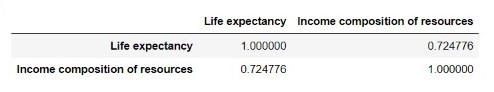 Life expectancy Income composition of resources
Life expectancy 1.000000 0.724776
Income composition of resources 0.724776 1.000000